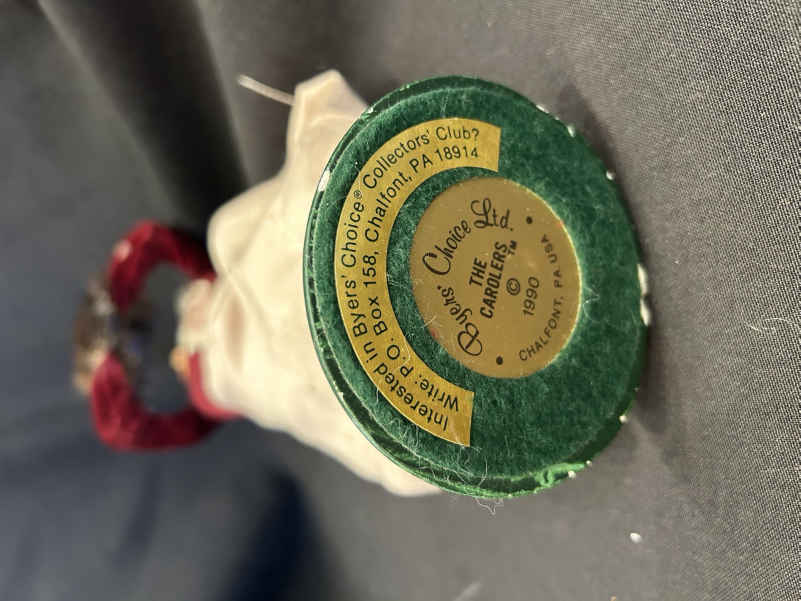 Interested in Byers' Choice® Collectors' Club?
Write: P.O. Box 158, Chalfont, PA 18914
Byers' Choice Ltd.
THE
CAROLERS™
©
1990
CHALFONT, PA USA